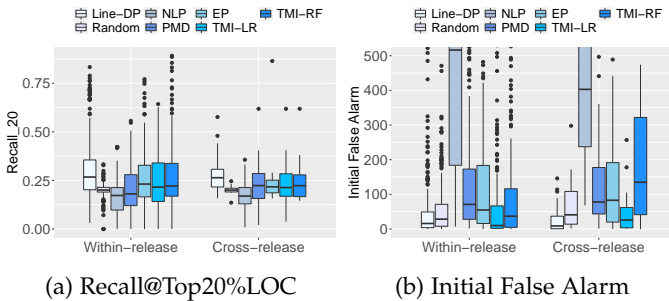 Line−DP NLP EP TMI−RF
Random PMD TMI−LR
Recall_20
0.75
0.50
0.25
0.00
Within−release Cross−release
(a) Recall@Top20%LOC
Line−DP NLP EP TMI−RF
Random PMD TMI−LR
Initial False Alarm
500
400
300
200
100
0
Within−release Cross−release
(b) Initial False Alarm